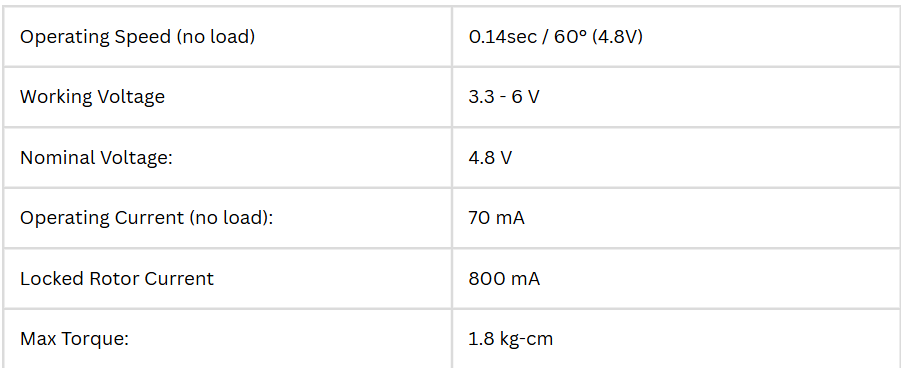 Operating Speed (no load) 0.14sec / 60° (4.8V)
Working Voltage 3.3 - 6 V
Nominal Voltage: 4.8 V
Operating Current (no load): 70 mA
Locked Rotor Current 800 mA
Max Torque: 1.8 kg-cm